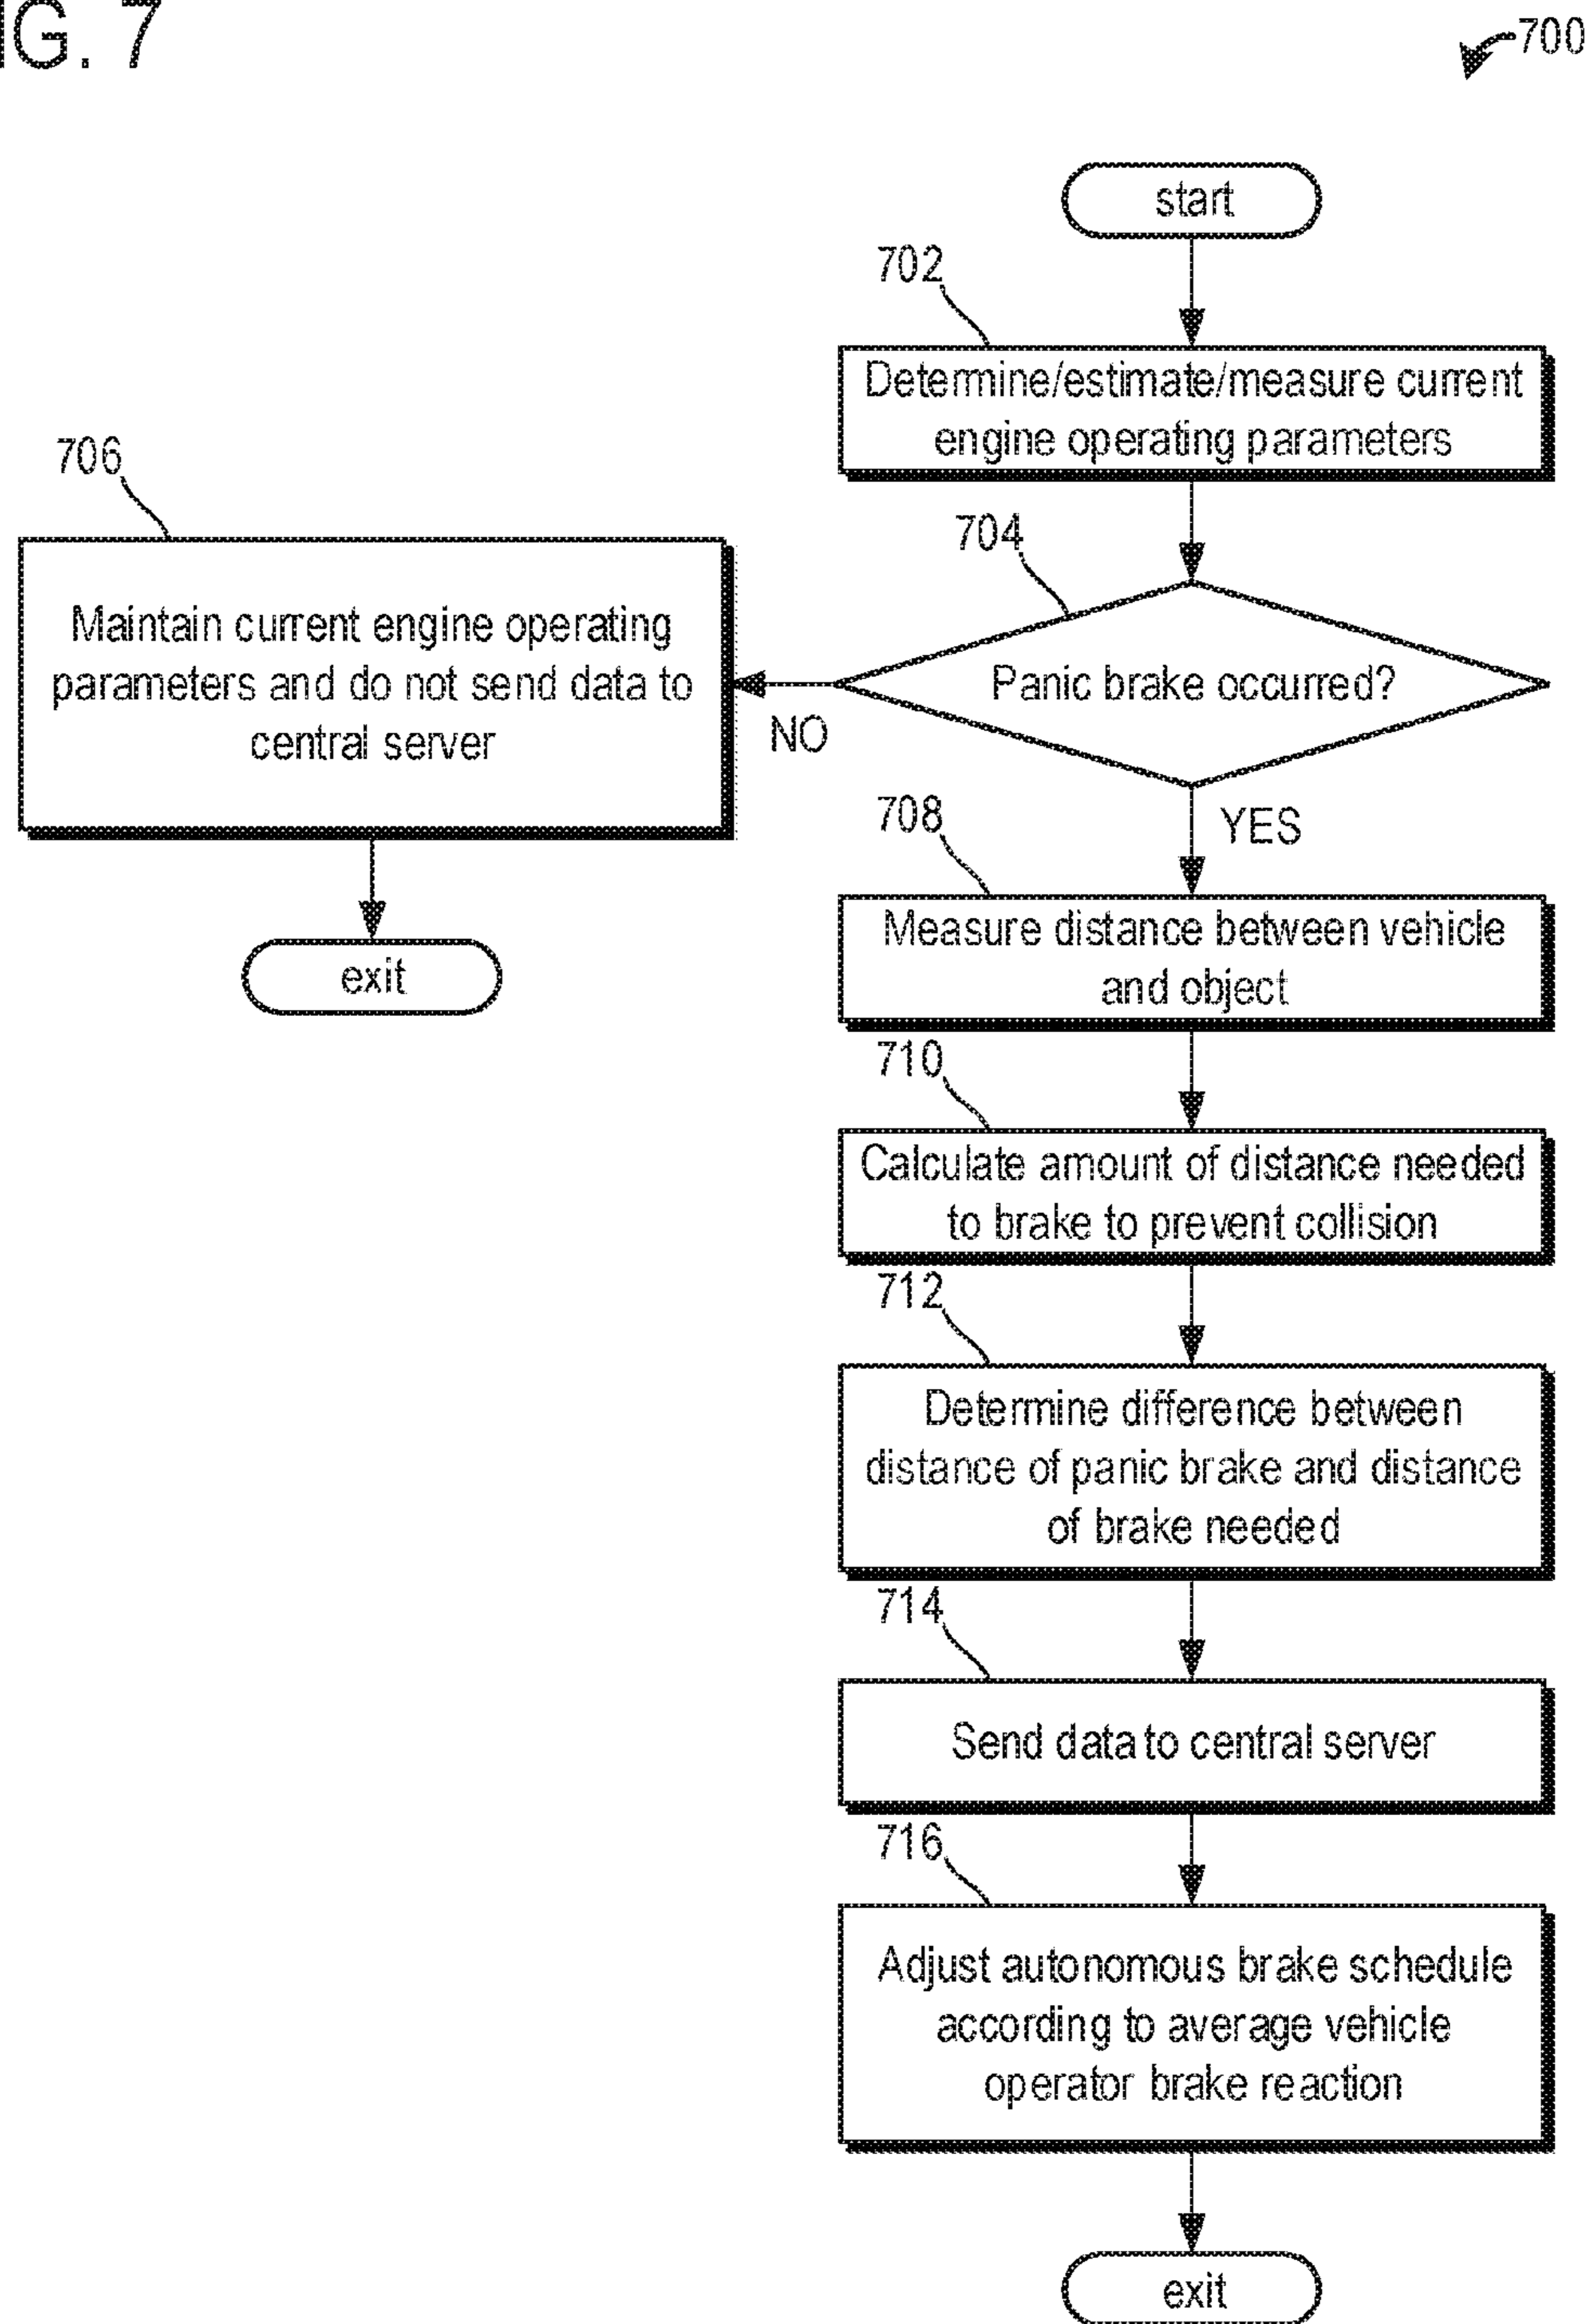 IG. 7
700
start
702
Determine/estimate/measure current
engine operating parameters
704
Panic brake occurred?
NO
YES
706
Maintain current engine operating
parameters and do not send data to
central server
exit
708
Measure distance between vehicle
and object
710
Calculate amount of distance needed
to brake to prevent collision
712
Determine difference between
distance of panic brake and distance
of brake needed
714
Send data to central server
716
Adjust autonomous brake schedule
according to average vehicle
operator brake reaction
exit